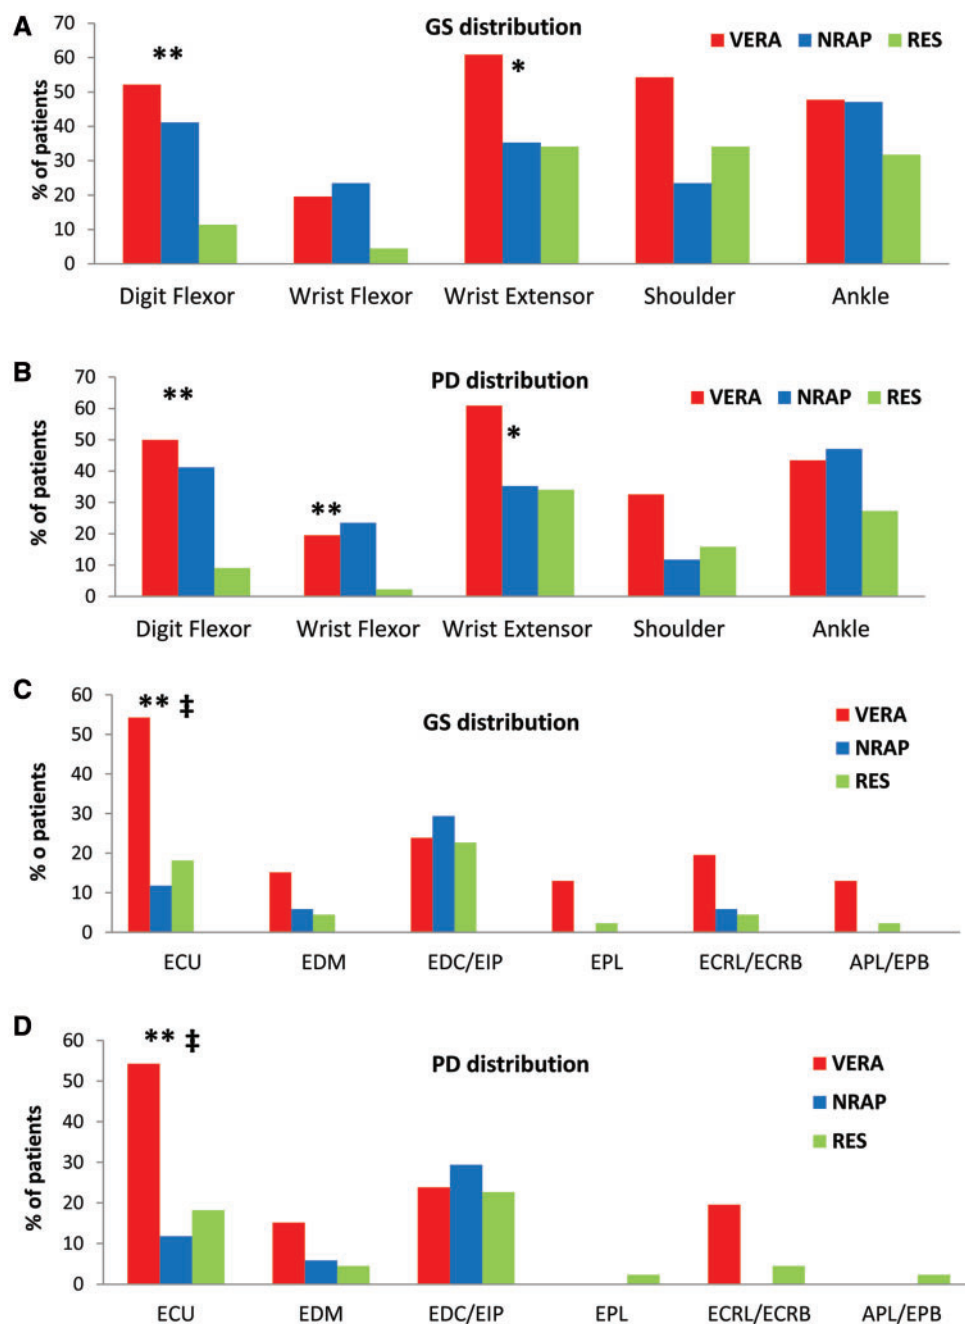 A
GS distribution
VERA NRAP RES
% of patients
70
60
50
40
30
20
10
0
**
*
Digit Flexor Wrist Flexor Wrist Extensor Shoulder Ankle
B
PD distribution
VERA NRAP RES
% of patients
70
60
50
40
30
20
10
0
**
**
*
Digit Flexor Wrist Flexor Wrist Extensor Shoulder Ankle
C
GS distribution
VERA
NRAP
RES
% o patients
60
50
40
30
20
10
0
** ‡
ECU EDM EDC/EIP EPL ECRL/ECRB APL/EPB
D
PD distribution
VERA
NRAP
RES
% of patients
60
50
40
30
20
10
0
** ‡
ECU EDM EDC/EIP EPL ECRL/ECRB APL/EPB